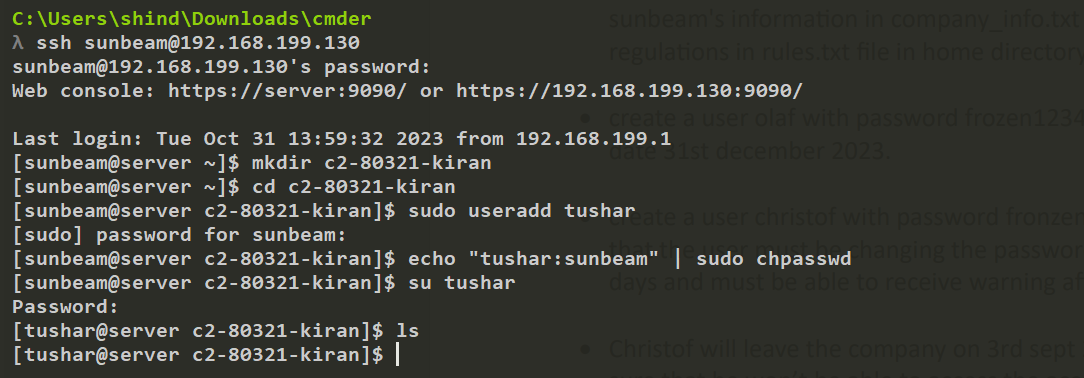 C:\Users\shind\Downloads\cmder
λ ssh sunbeam@192.168.199.130
sunbeam@192.168.199.130's password:
Web console: https://server:9090/ or https://192.168.199.130:9090/
Last login: Tue Oct 31 13:59:32 2023 from 192.168.199.1
[sunbeam@server ~]$ mkdir c2-80321-kiran
[sunbeam@server ~]$ cd c2-80321-kiran
[sunbeam@server c2-80321-kiran]$ sudo useradd tushar
[sudo] password for sunbeam:
[sunbeam@server c2-80321-kiran]$ echo "tushar:sunbeam" | sudo chpasswd
[sunbeam@server c2-80321-kiran]$ su tushar
Password:
[tushar@server c2-80321-kiran]$ ls
[tushar@server c2-80321-kiran]$
sunbeam's information in company_info.txt
regulations in rules.txt file in home directory
• create a user olaf with password frozen1234
date 31st december 2023.
• create a user christof with password
that the user must be changing the
days and must be able to receive warning
• Christof will leave the company on 3rd sept